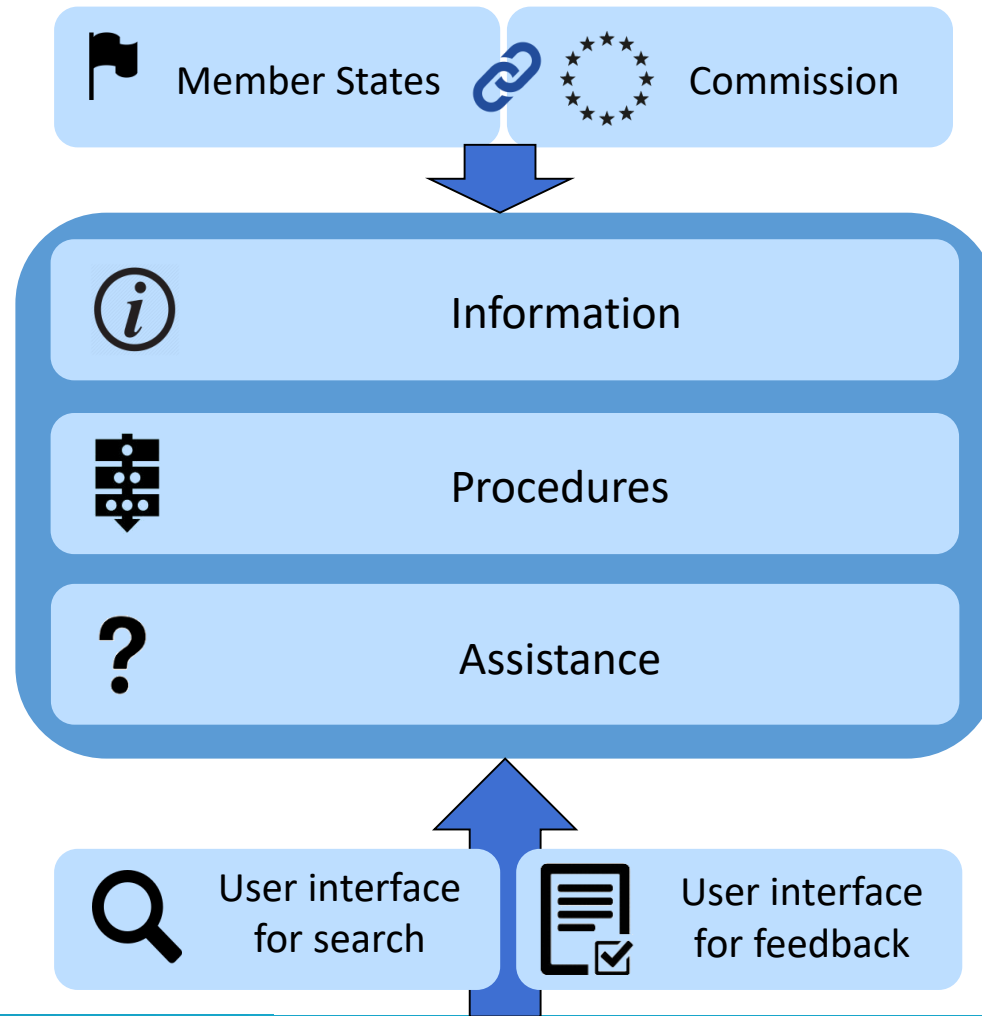 Member States
Commission
Information
Procedures
Assistance
User interface
for search
User interface
for feedback